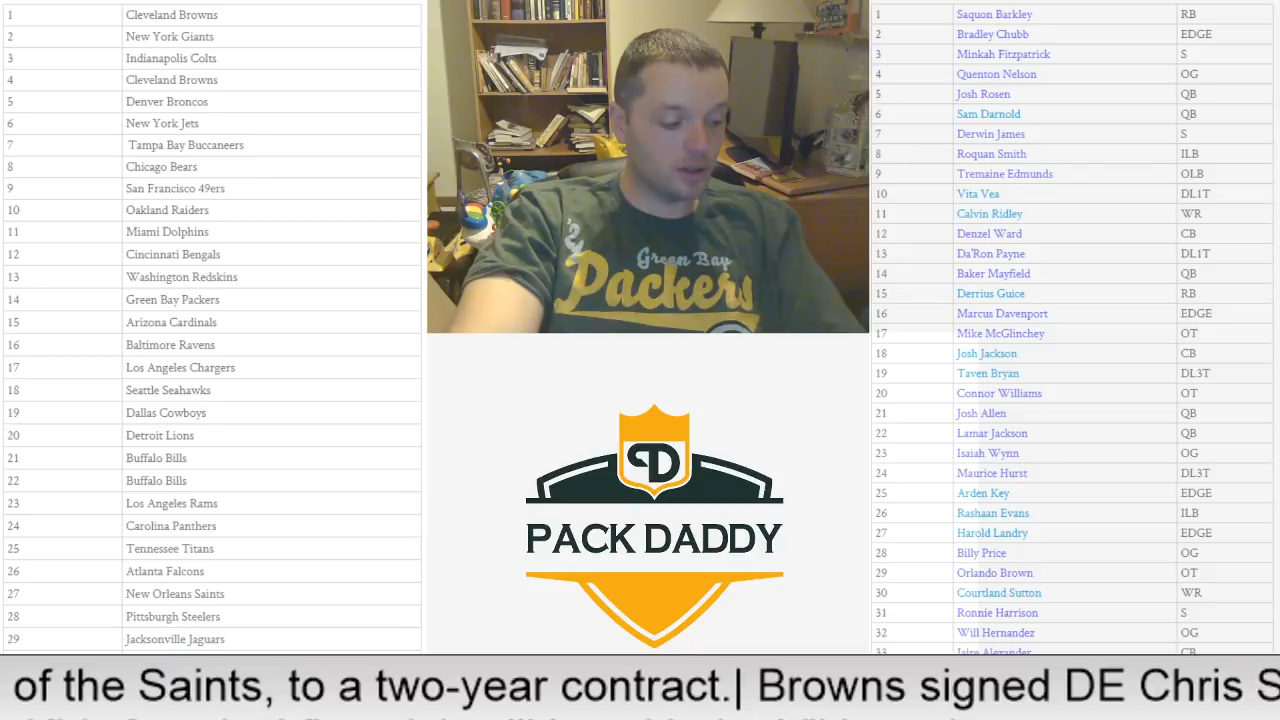 1 Cleveland Browns
2 New York Giants
3 Indianapolis Colts
4 Cleveland Browns
5 Denver Broncos
6 New York Jets
7 Tampa Bay Buccaneers
8 Chicago Bears
9 San Francisco 49ers
10 Oakland Raiders
11 Miami Dolphins
12 Cincinnati Bengals
13 Washington Redskins
14 Green Bay Packers
15 Arizona Cardinals
16 Baltimore Ravens
17 Los Angeles Chargers
18 Seattle Seahawks
19 Dallas Cowboys
20 Detroit Lions
21 Buffalo Bills
22 Buffalo Bills
23 Los Angeles Rams
24 Carolina Panthers
25 Tennessee Titans
26 Atlanta Falcons
27 New Orleans Saints
28 Pittsburgh Steelers
29 Jacksonville Jaguars
Green Bay
Packers
PD
PACK DADDY
1 Saquon Barkley RB
2 Bradley Chubb EDGE
3 Minkah Fitzpatrick S
4 Quenton Nelson OG
5 Josh Rosen QB
6 Sam Darnold QB
7 Derwin James S
8 Roquan Smith ILB
9 Tremaine Edmunds OLB
10 Vita Vea DL1T
11 Calvin Ridley WR
12 Denzel Ward CB
13 Da'Ron Payne DL1T
14 Baker Mayfield QB
15 Derrius Guice RB
16 Marcus Davenport EDGE
17 Mike McGlinchey OT
18 Josh Jackson CB
19 Taven Bryan DL3T
20 Connor Williams OT
21 Josh Allen QB
22 Lamar Jackson QB
23 Isaiah Wynn OG
24 Maurice Hurst DL3T
25 Arden Key EDGE
26 Rashaan Evans ILB
27 Harold Landry EDGE
28 Billy Price OG
29 Orlando Brown OT
30 Courtland Sutton WR
31 Ronnie Harrison S
32 Will Hernandez OG
33 Jaire Alexander CB
of the Saints, to a two-year contract.| Browns signed DE Chris S